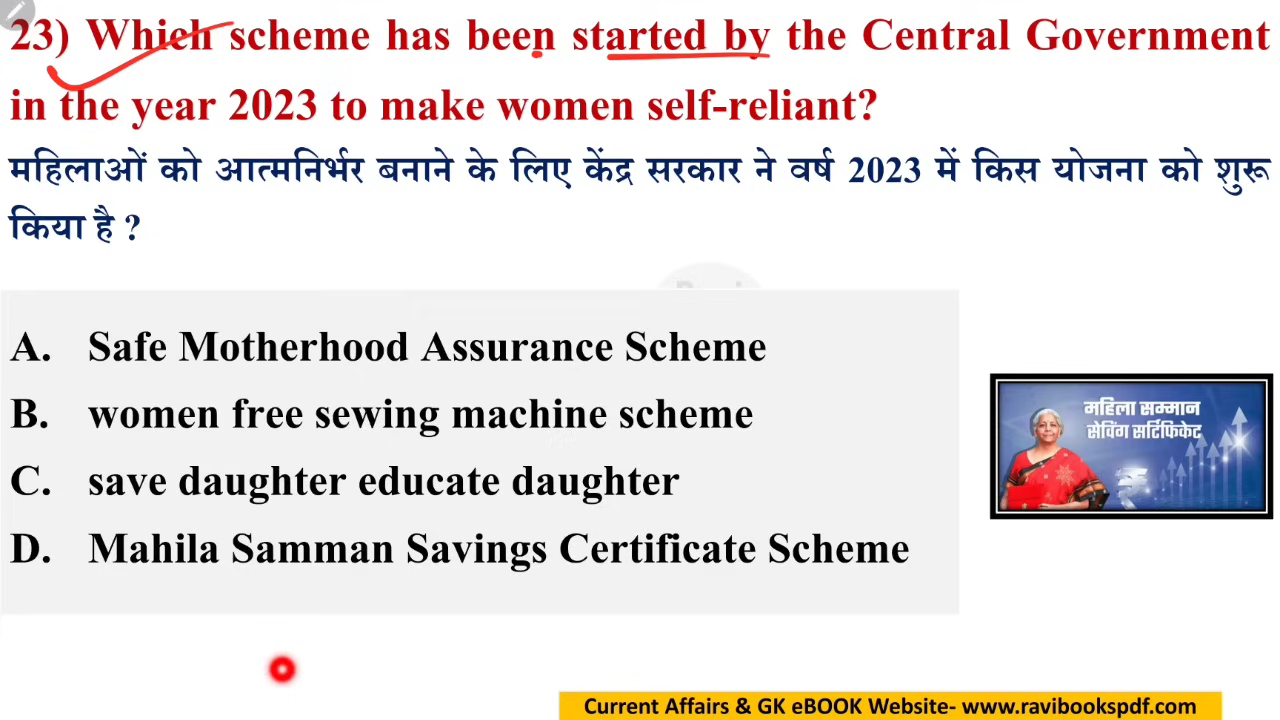 23) Which scheme has been started by the Central Government
in the year 2023 to make women self-reliant?
महिलाओं को आत्मनिर्भर बनाने के लिए केंद्र सरकार ने वर्ष 2023 में किस योजना को शुरू
किया है ?
A. Safe Motherhood Assurance Scheme
B. women free sewing machine scheme
C. save daughter educate daughter
D. Mahila Samman Savings Certificate Scheme
महिला सम्मान
सेविंग सर्टिफिकेट
Current Affairs & GK eBOOK Website- www.ravibookspdf.com